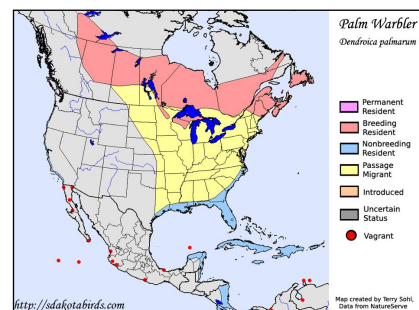 Palm Warbler
Dendroica palmarum
Permanent
Resident
Breeding
Resident
Nonbreeding
Resident
Passage
Migrant
Introduced
Uncertain
Status
Vagrant
Map created by Terry Sohl,
Data from NatureServe
http://sdakotabirds.com